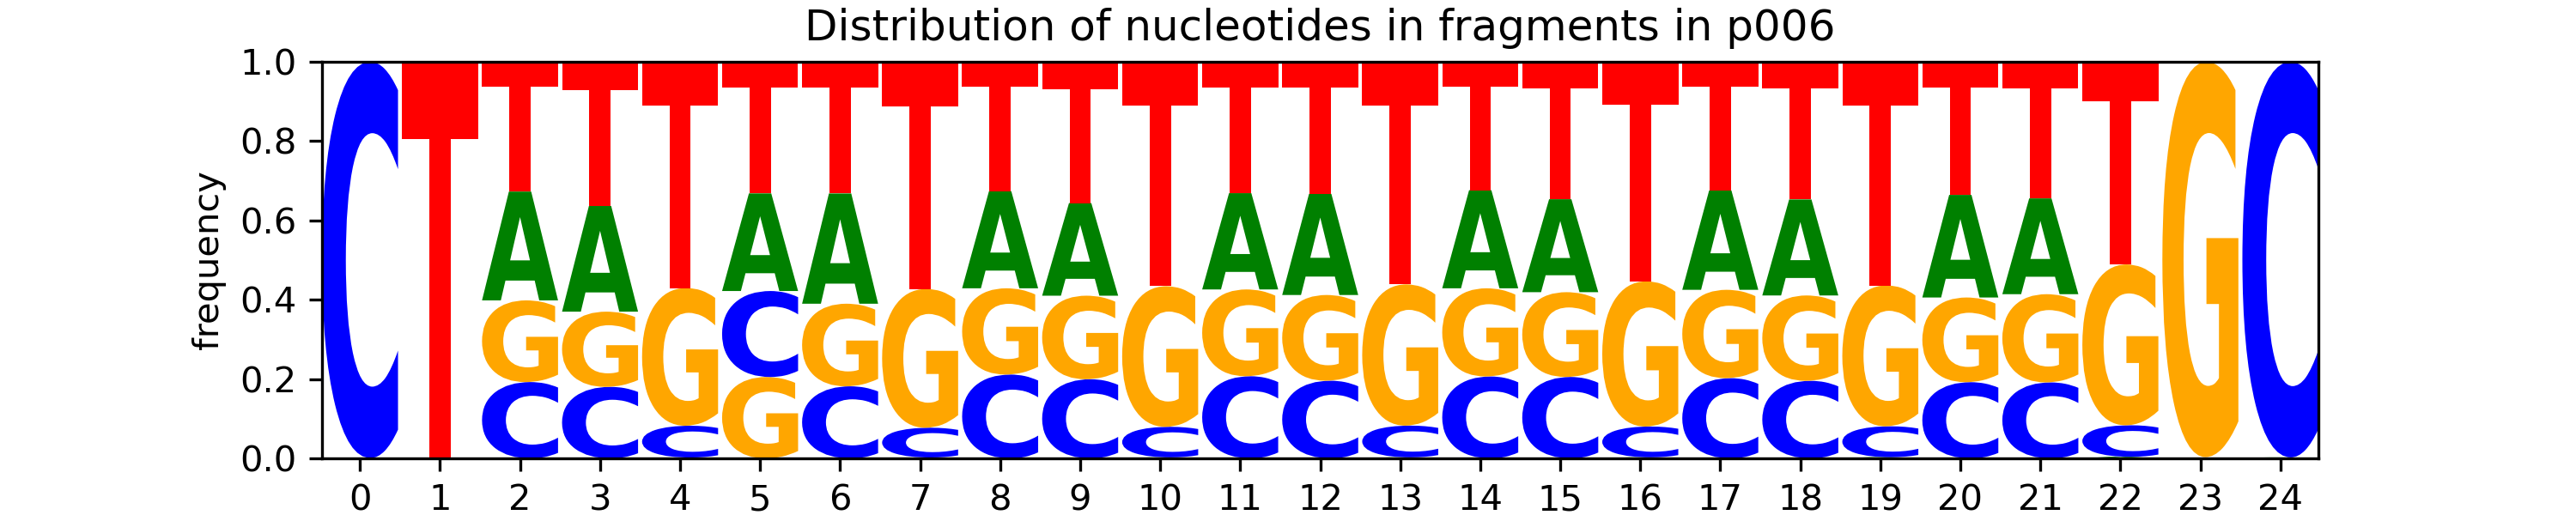 Distribution of nucleotides in fragments in p006
frequency
1.0
0.8
0.6
0.4
0.2
0.0
C T T T T T T T T T T T T T T T T T T T T T T G C
A A A A A A A A A A A A A A
G G G C G G G G G G G G G G G G G G G G G
C C C G C C C C C C C C C C C C C C C C C
0 1 2 3 4 5 6 7 8 9 10 11 12 13 14 15 16 17 18 19 20 21 22 23 24